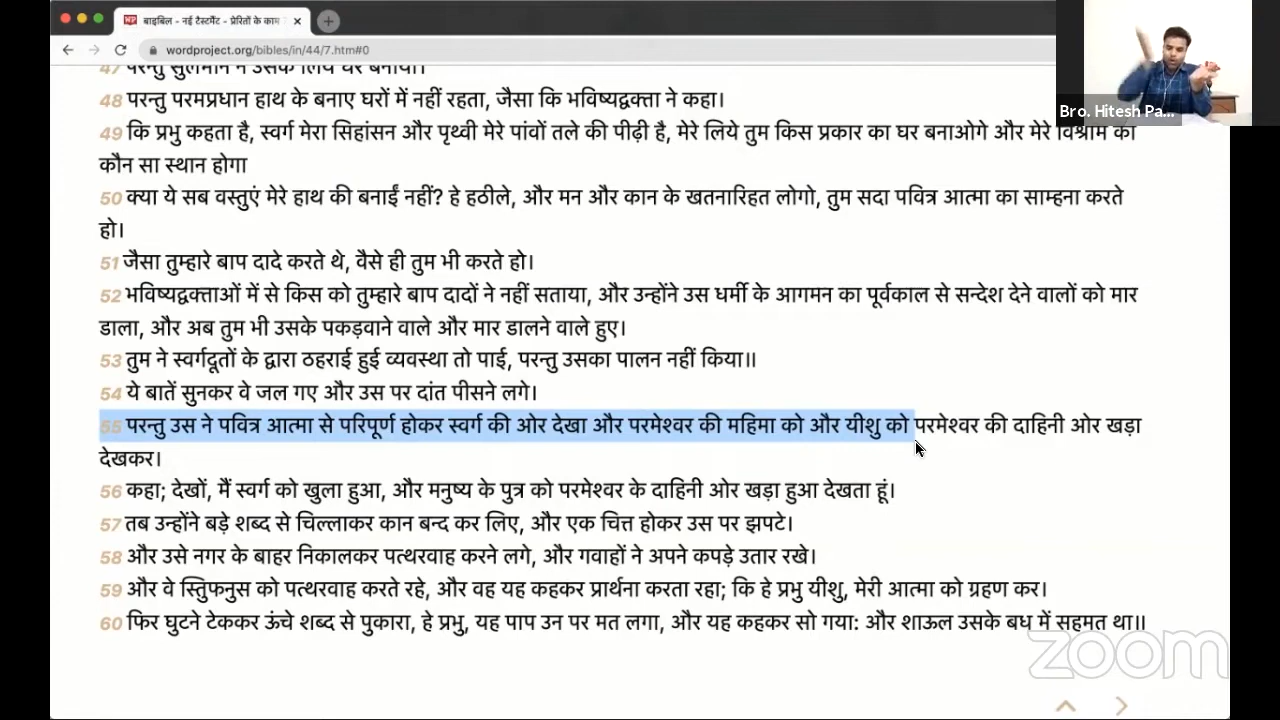 बाइबिल - नई टैस्टमैंट - प्रेरितों के काम
wordproject.org/bibles/in/44/7.htm#0
Bro. Hitesh Pa...
47 परन्तु सुलैमान ने उसके लिये घर बनाया।
48 परन्तु परमप्रधान हाथ के बनाए घरों में नहीं रहता, जैसा कि भविष्यद्वक्ता ने कहा।
49 कि प्रभु कहता है, स्वर्ग मेरा सिहांसन और पृथ्वी मेरे पांवों तले की पीढ़ी है, मेरे लिये तुम किस प्रकार का घर बनाओगे और मेरे विश्राम का
कौन सा स्थान होगा
50 क्या ये सब वस्तुएं मेरे हाथ की बनाईं नहीं? हे हठीले, और मन और कान के खतनारिहत लोगो, तुम सदा पवित्र आत्मा का साम्हना करते
हो।
51 जैसा तुम्हारे बाप दादे करते थे, वैसे ही तुम भी करते हो।
52 भविष्यद्वक्ताओं में से किस को तुम्हारे बाप दादों ने नहीं सताया, और उन्होंने उस धर्मी के आगमन का पूर्वकाल से सन्देश देने वालों को मार
डाला, और अब तुम भी उसके पकड़वाने वाले और मार डालने वाले हुए।
53 तुम ने स्वर्गदूतों के द्वारा ठहराई हुई व्यवस्था तो पाई, परन्तु उसका पालन नहीं किया॥
54 ये बातें सुनकर वे जल गए और उस पर दांत पीसने लगे।
55 परन्तु उस ने पवित्र आत्मा से परिपूर्ण होकर स्वर्ग की ओर देखा और परमेश्वर की महिमा को और यीशु को परमेश्वर की दाहिनी ओर खड़ा
देखकर।
56 कहा; देखों, मैं स्वर्ग को खुला हुआ, और मनुष्य के पुत्र को परमेश्वर के दाहिनी ओर खड़ा हुआ देखता हूं।
57 तब उन्होंने बड़े शब्द से चिल्लाकर कान बन्द कर लिए, और एक चित्त होकर उस पर झपटे।
58 और उसे नगर के बाहर निकालकर पत्थरवाह करने लगे, और गवाहों ने अपने कपड़े उतार रखे।
59 और वे स्तिुफनुस को पत्थरवाह करते रहे, और वह यह कहकर प्रार्थना करता रहा; कि हे प्रभु यीशु, मेरी आत्मा को ग्रहण कर।
60 फिर घुटने टेककर ऊंचे शब्द से पुकारा, हे प्रभु, यह पाप उन पर मत लगा, और यह कहकर सो गया: और शाऊल उसके बध में सहमत था॥
zoom